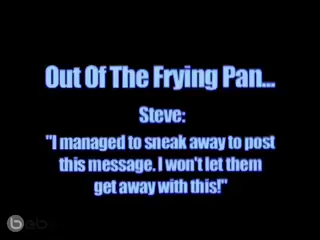 Out Of The Frying Pan...
Steve:
"I managed to sneak away to post
this message. I won't let them
get away with this!"